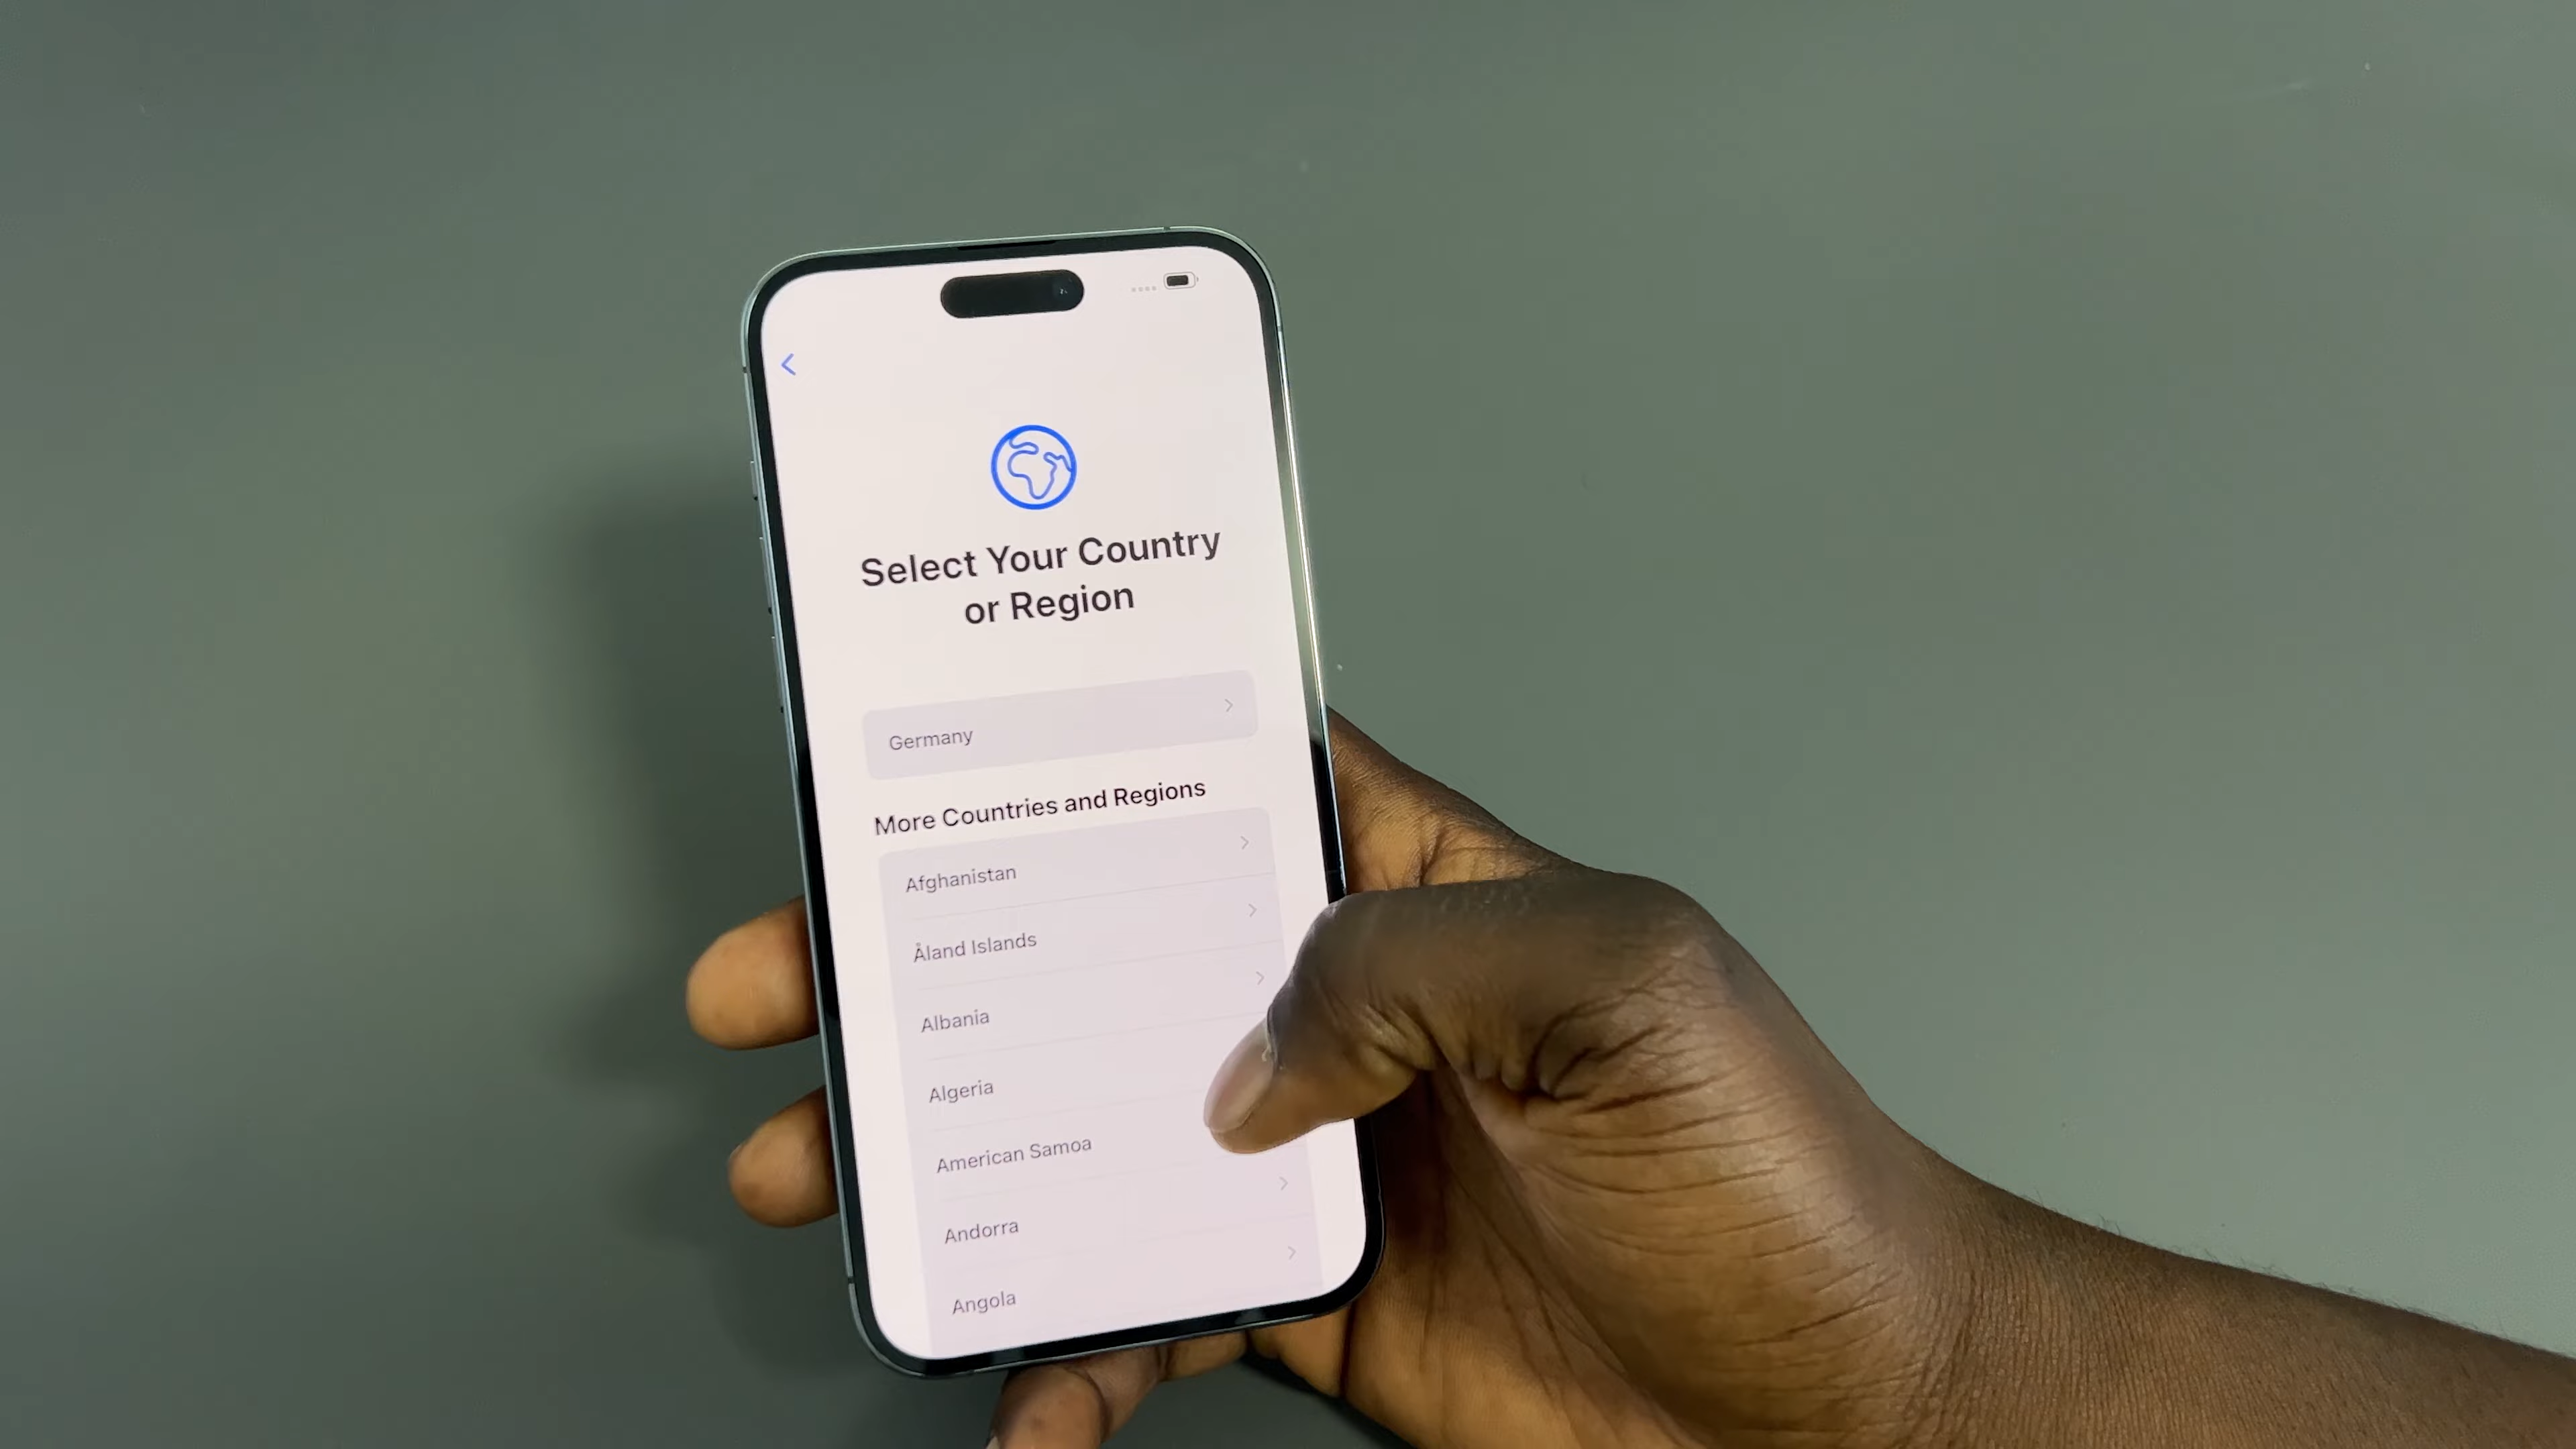 Select Your Country
or Region
Germany
More Countries and Regions
Afghanistan
Åland Islands
Albania
Algeria
American Samoa
Andorra
Angola